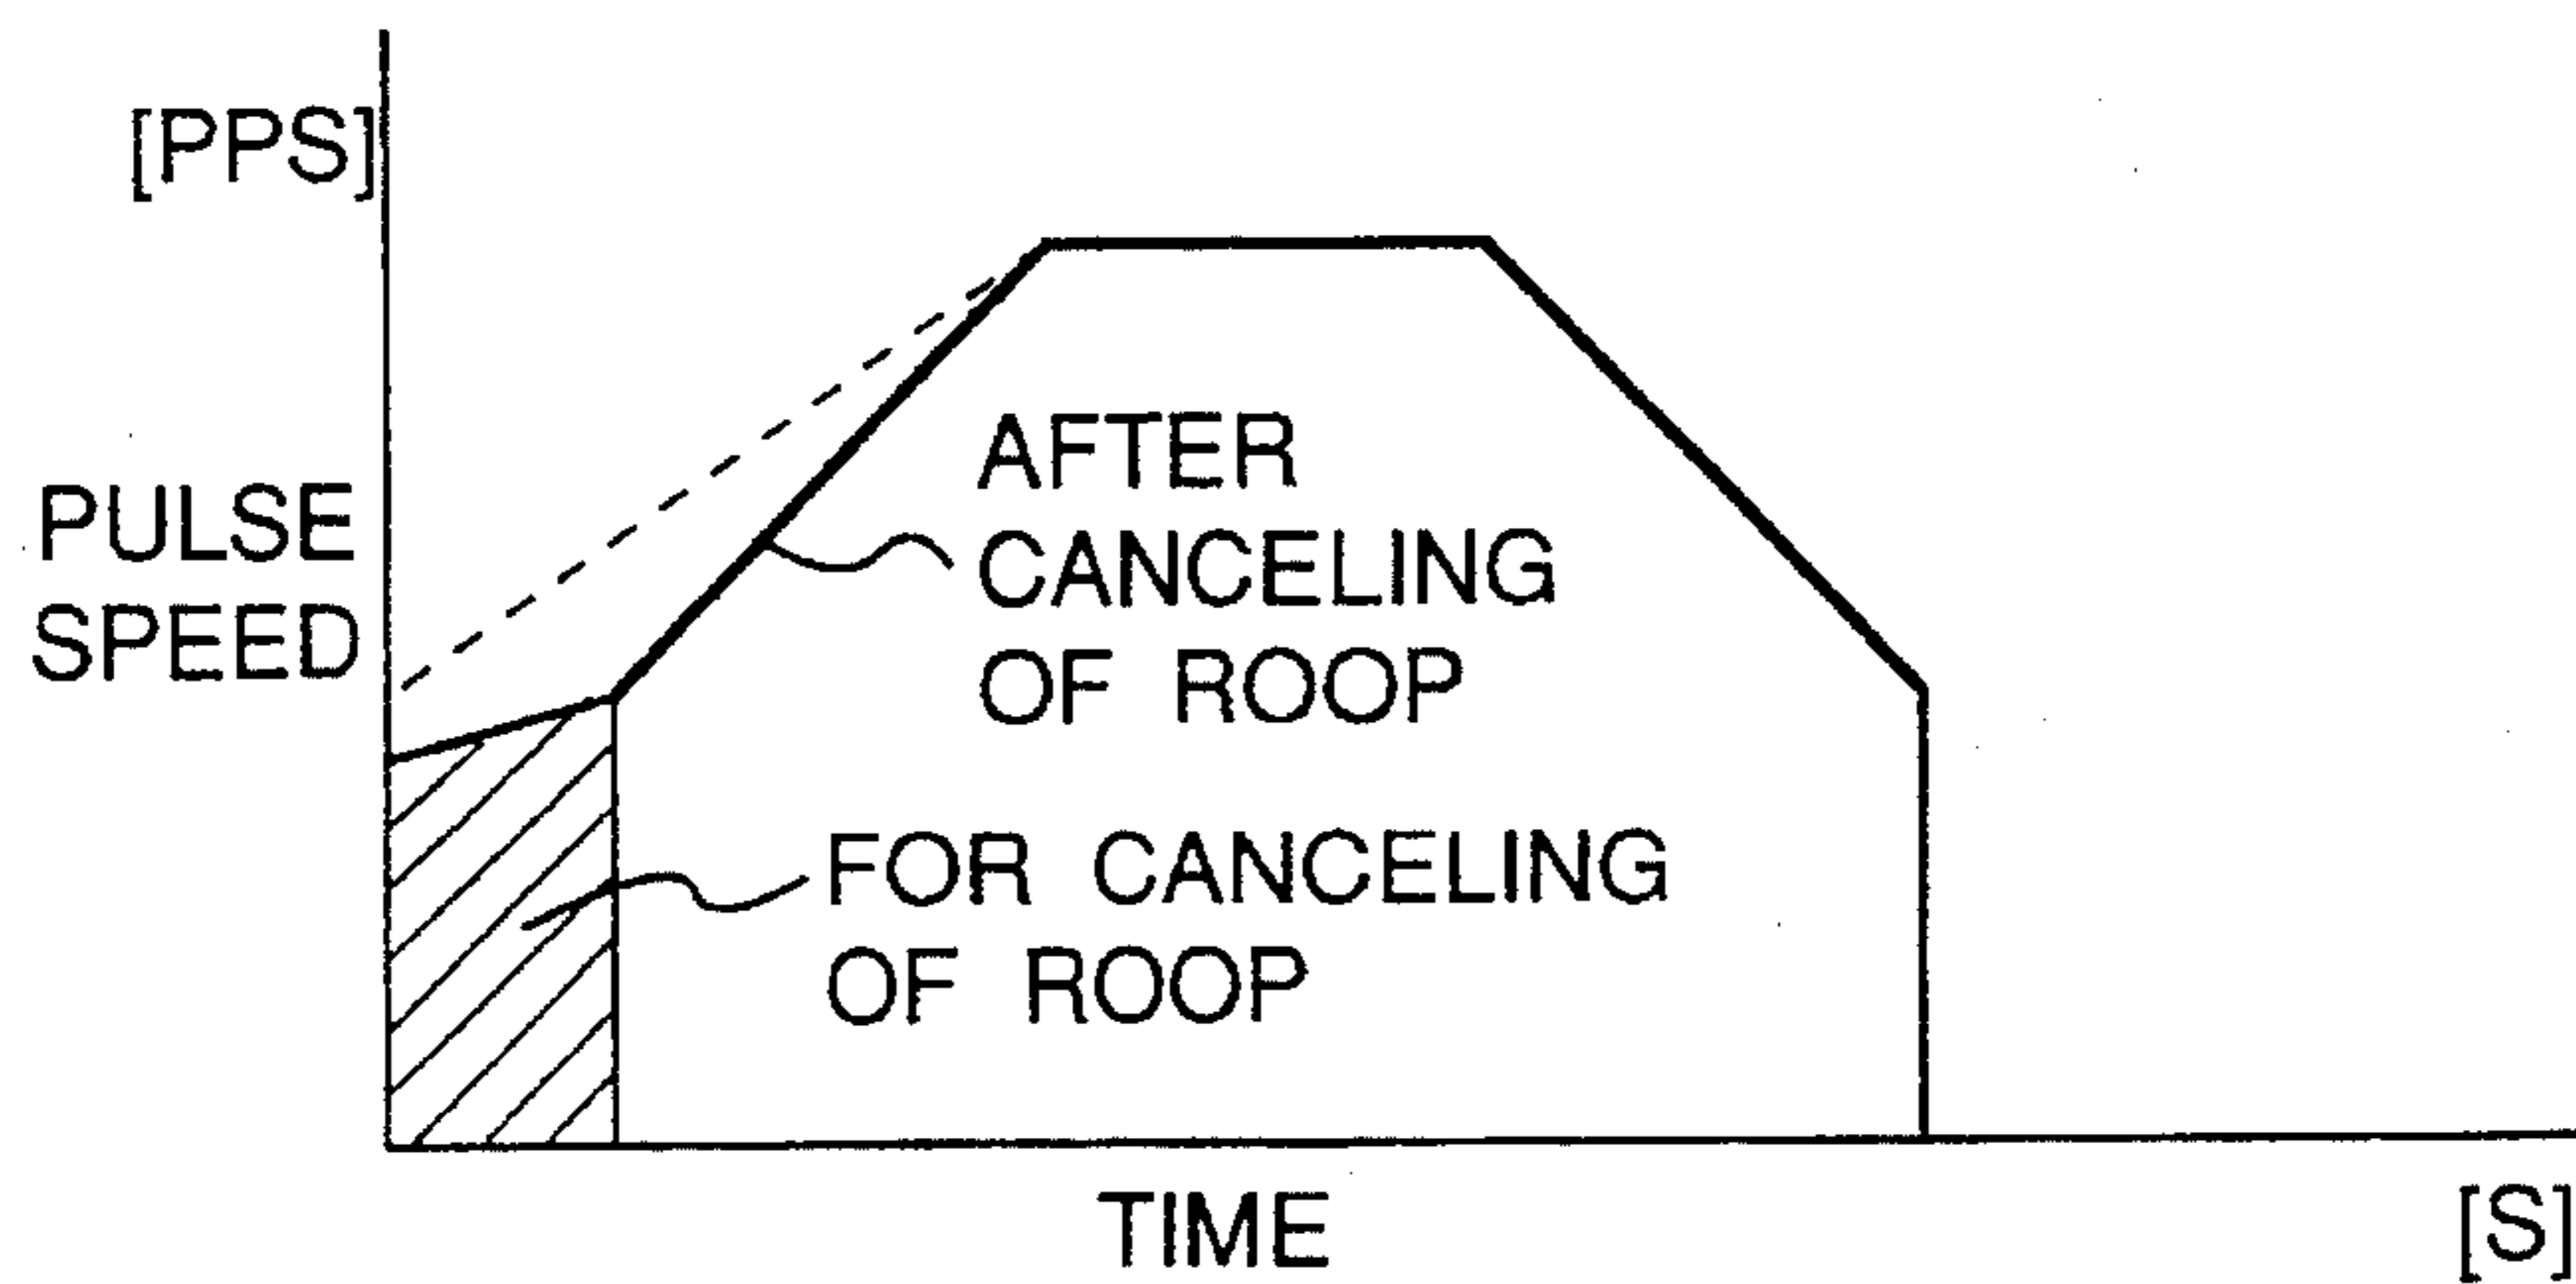 [PPS]
PULSE
SPEED
AFTER
CANCELING
OF ROOP
FOR CANCELING
OF ROOP
TIME
[S]